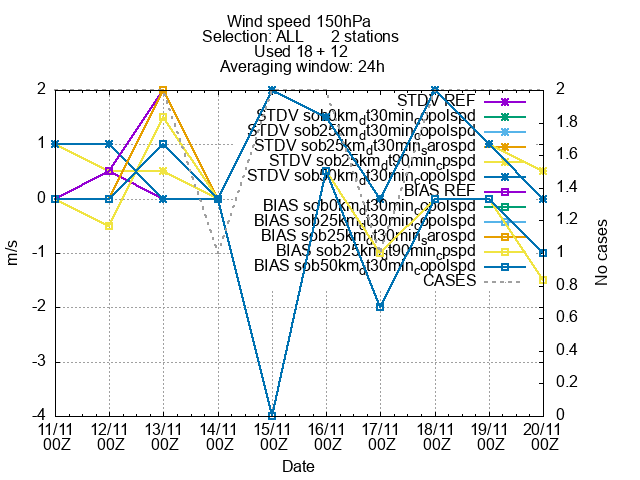 Wind speed 150hPa
Selection: ALL 2 stations
Used 18 + 12
Averaging window: 24h
2 2
STDV REF
STDV sob0km_dt30min_copolspd
1.8
STDV sob25km_dt30min_copolspd
1 STDV sob25km_dt30min_sarospd
1.6
STDV sob25km_dt90min_cpspd
STDV sob50km_dt30min_copolspd
1.4
BIAS REF
0 BIAS sob0km_dt30min_copolspd
BIAS sob25km_dt30min_copolspd
1.2
BIAS sob25km_dt30min_sarospd
m/s
-1 BIAS sob25km_dt90min_cpspd 1
BIAS sob50km_dt30min_copolspd
No cases
CASES
0.8
-2 0.6
0.4
-3
0.2
-4 0
11/11 12/11 13/11 14/11 15/11 16/11 17/11 18/11 19/11 20/11
00Z 00Z 00Z 00Z 00Z 00Z 00Z 00Z 00Z 00Z
Date